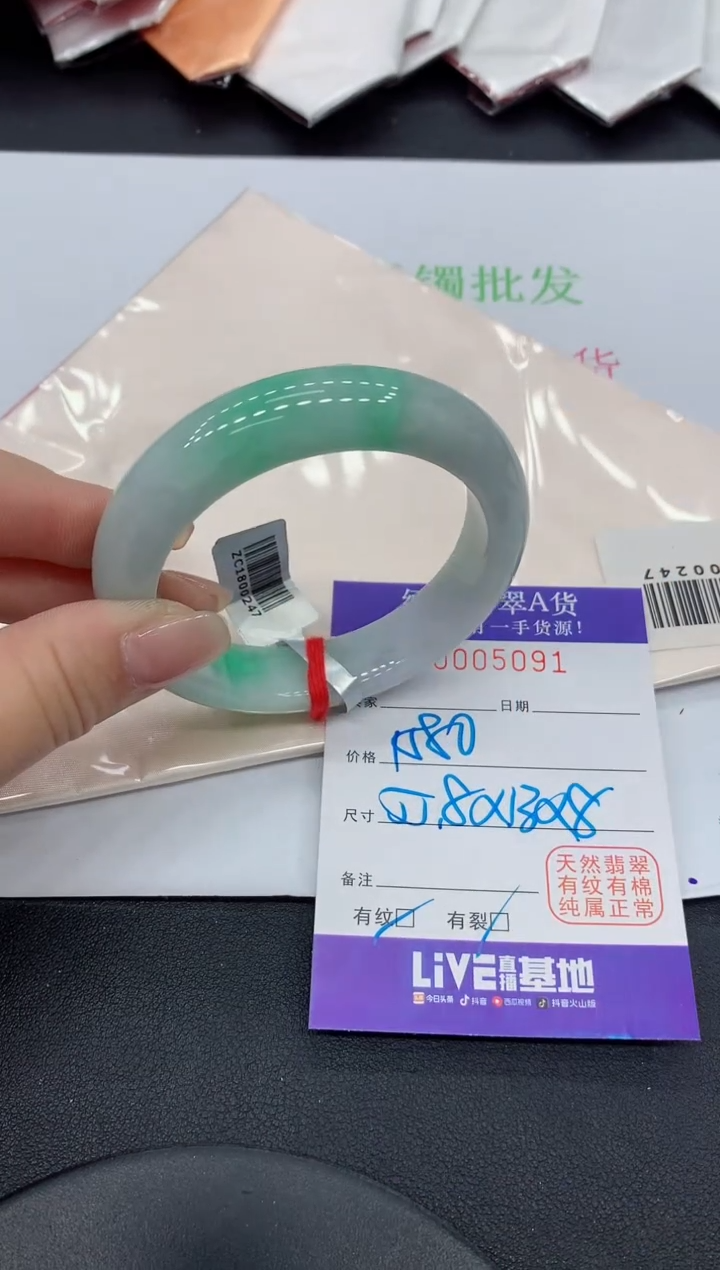 镯批发
货
ZC1800247
00247
翠A货
一手货源!
0005091
日期
价格
尺寸
备注
天然翡翠
有纹有棉
纯属正常
有纹□ 有裂□
LiVE直播基地
今日头条 抖音 西瓜视频 抖音火山版